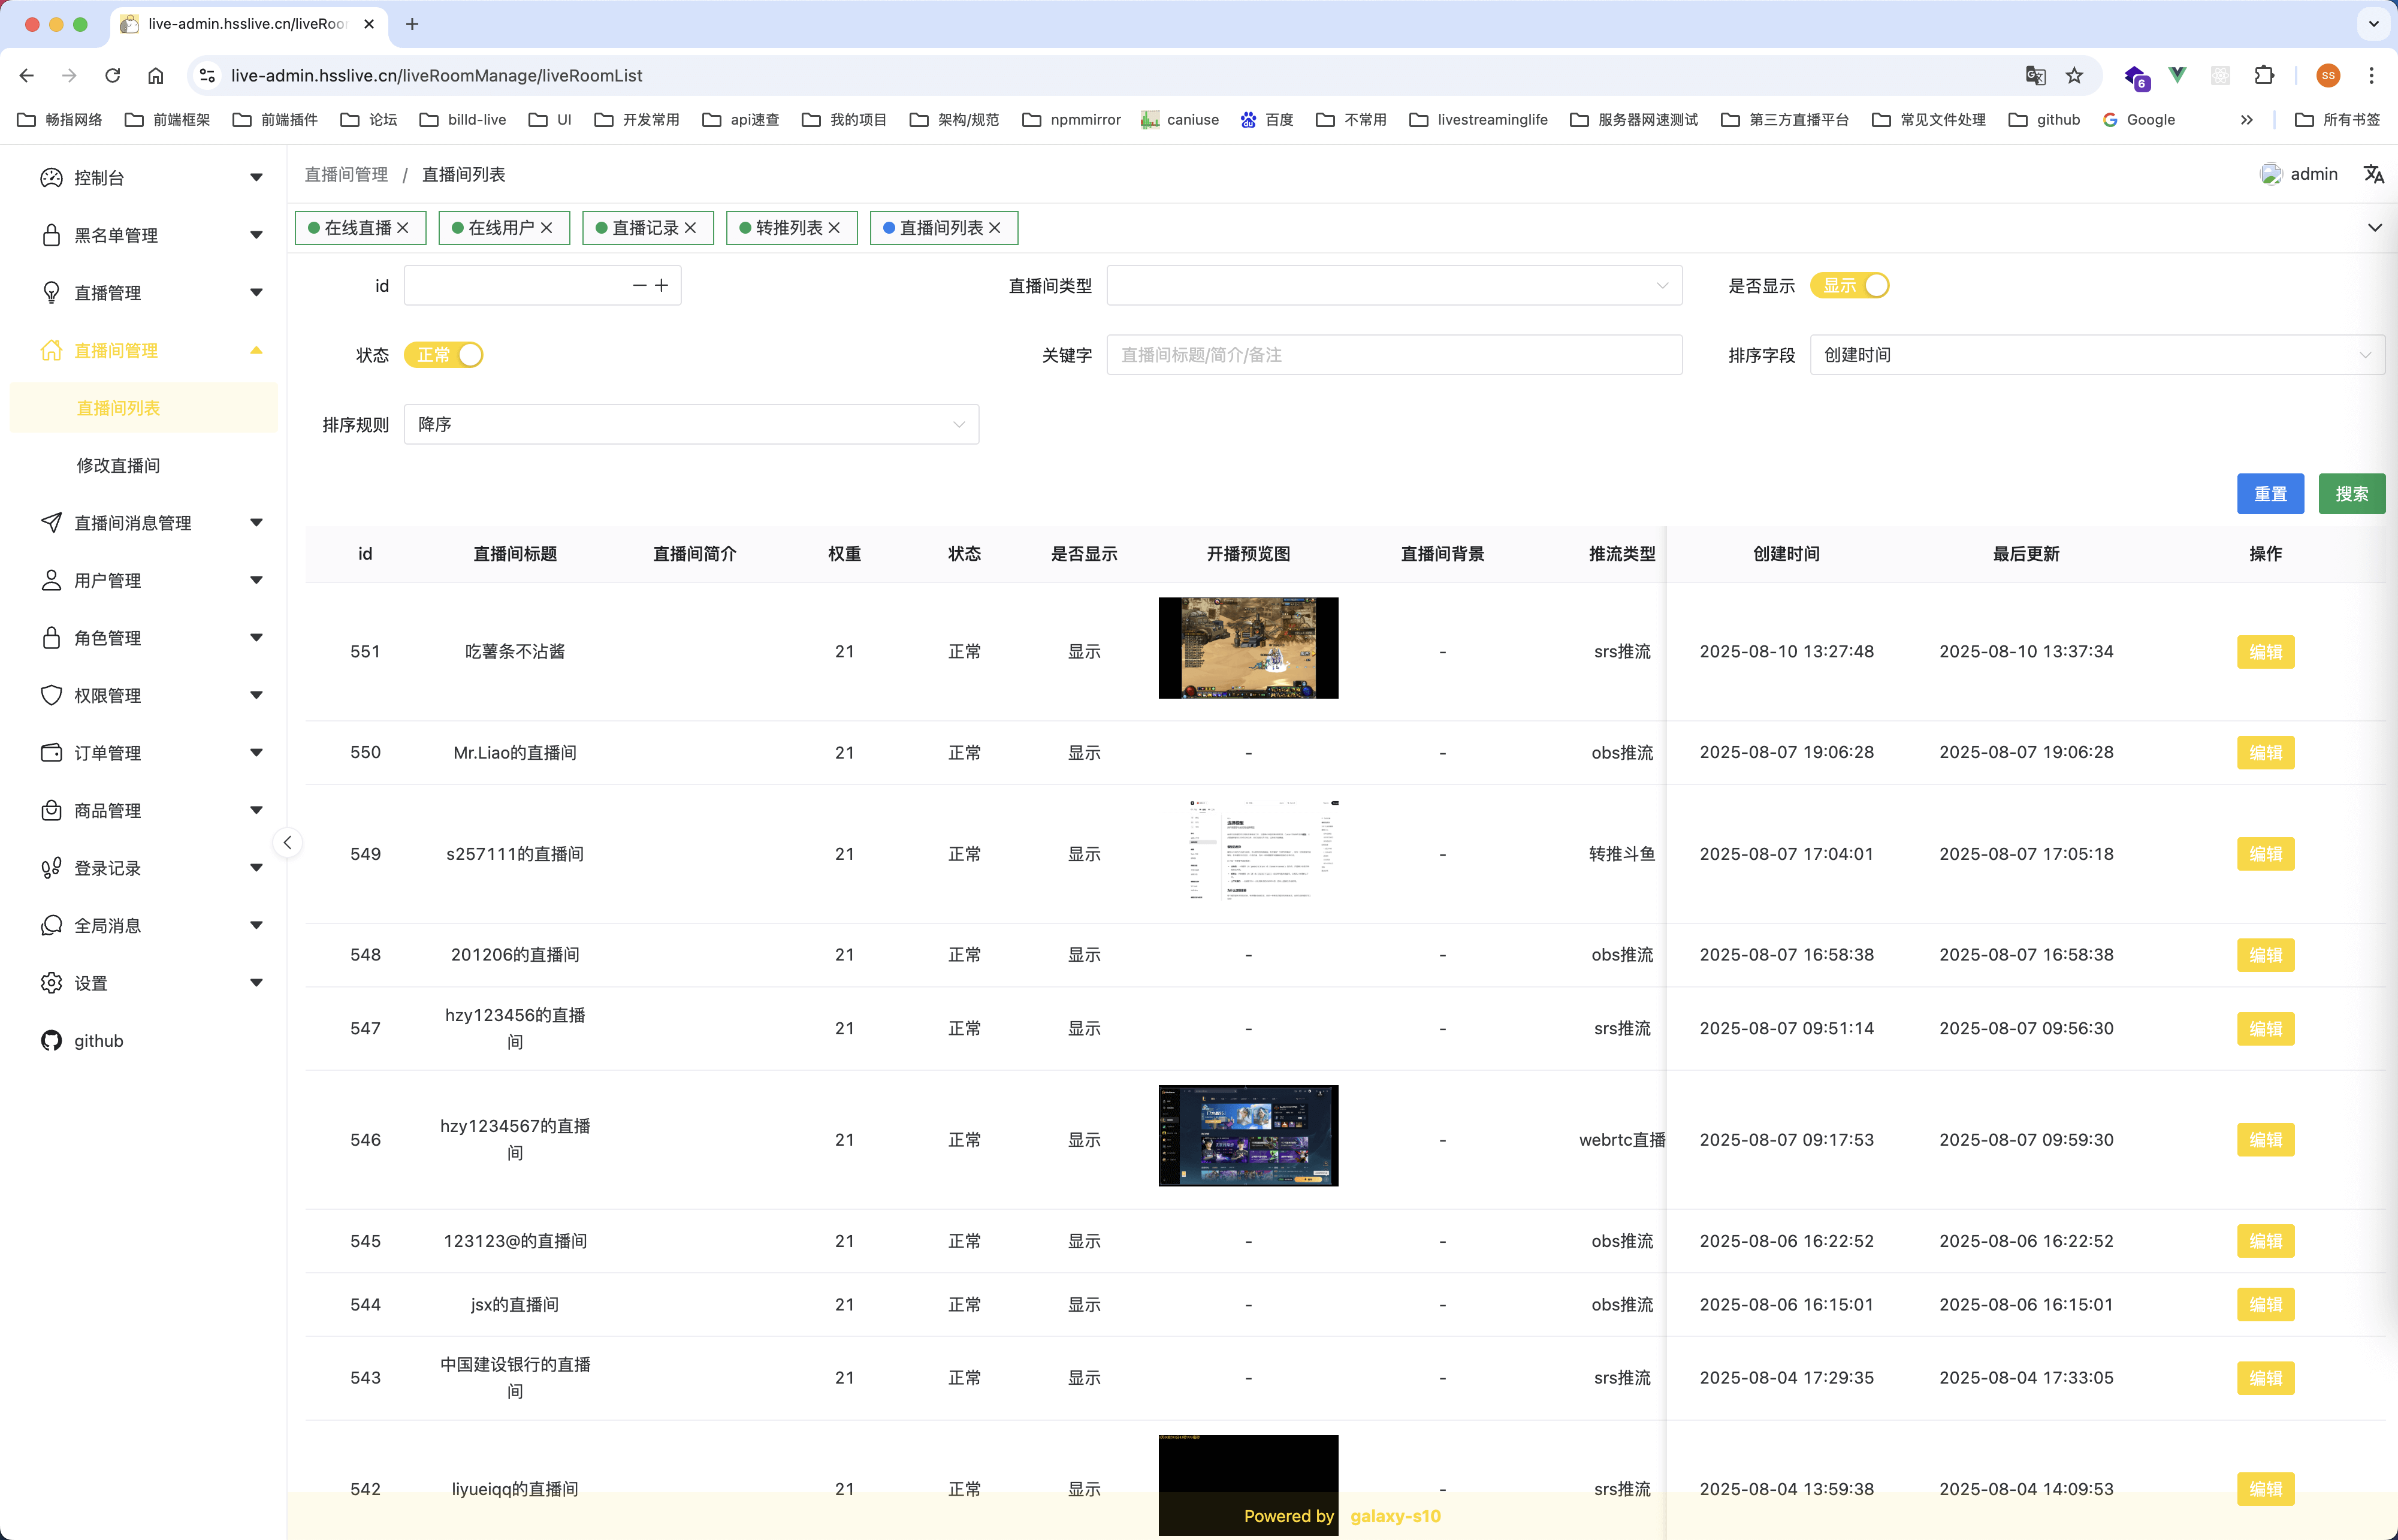 live-admin.hsslive.cn/liveRoo
live-admin.hsslive.cn/liveRoomManage/liveRoomList
6
SS
畅指网络 前端框架 前端插件 论坛 billd-live UI 开发常用 api速查 我的项目 架构/规范 npmmirror caniuse 百度 不常用 livestreaminglife 服务器网速测试 第三方直播平台 常见文件处理 github Google 所有书签
控制台
黑名单管理
直播管理
直播间管理
直播间列表
修改直播间
直播间消息管理
用户管理
角色管理
权限管理
订单管理
商品管理
登录记录
全局消息
设置
github
直播间管理 / 直播间列表
admin
在线直播 在线用户 直播记录 转推列表 直播间列表
id 直播间类型 是否显示 显示
状态 正常 关键字 直播间标题/简介/备注 排序字段 创建时间
排序规则 降序
重置 搜索
id 直播间标题 直播间简介 权重 状态 是否显示 开播预览图 直播间背景 推流类型 创建时间 最后更新 操作
551 吃薯条不沾酱 21 正常 显示 - srs推流 2025-08-10 13:27:48 2025-08-10 13:37:34 编辑
550 Mr.Liao的直播间 21 正常 显示 - - obs推流 2025-08-07 19:06:28 2025-08-07 19:06:28 编辑
549 s257111的直播间 21 正常 显示 - 转推斗鱼 2025-08-07 17:04:01 2025-08-07 17:05:18 编辑
548 201206的直播间 21 正常 显示 - - obs推流 2025-08-07 16:58:38 2025-08-07 16:58:38 编辑
547 hzy123456的直播间 21 正常 显示 - - srs推流 2025-08-07 09:51:14 2025-08-07 09:56:30 编辑
546 hzy1234567的直播间 21 正常 显示 - webrtc直播 2025-08-07 09:17:53 2025-08-07 09:59:30 编辑
545 123123@的直播间 21 正常 显示 - - obs推流 2025-08-06 16:22:52 2025-08-06 16:22:52 编辑
544 jsx的直播间 21 正常 显示 - - obs推流 2025-08-06 16:15:01 2025-08-06 16:15:01 编辑
543 中国建设银行的直播间 21 正常 显示 - - srs推流 2025-08-04 17:29:35 2025-08-04 17:33:05 编辑
542 liyueiqq的直播间 21 正常 显示 - srs推流 2025-08-04 13:59:38 2025-08-04 14:09:53 编辑
Powered by galaxy-s10